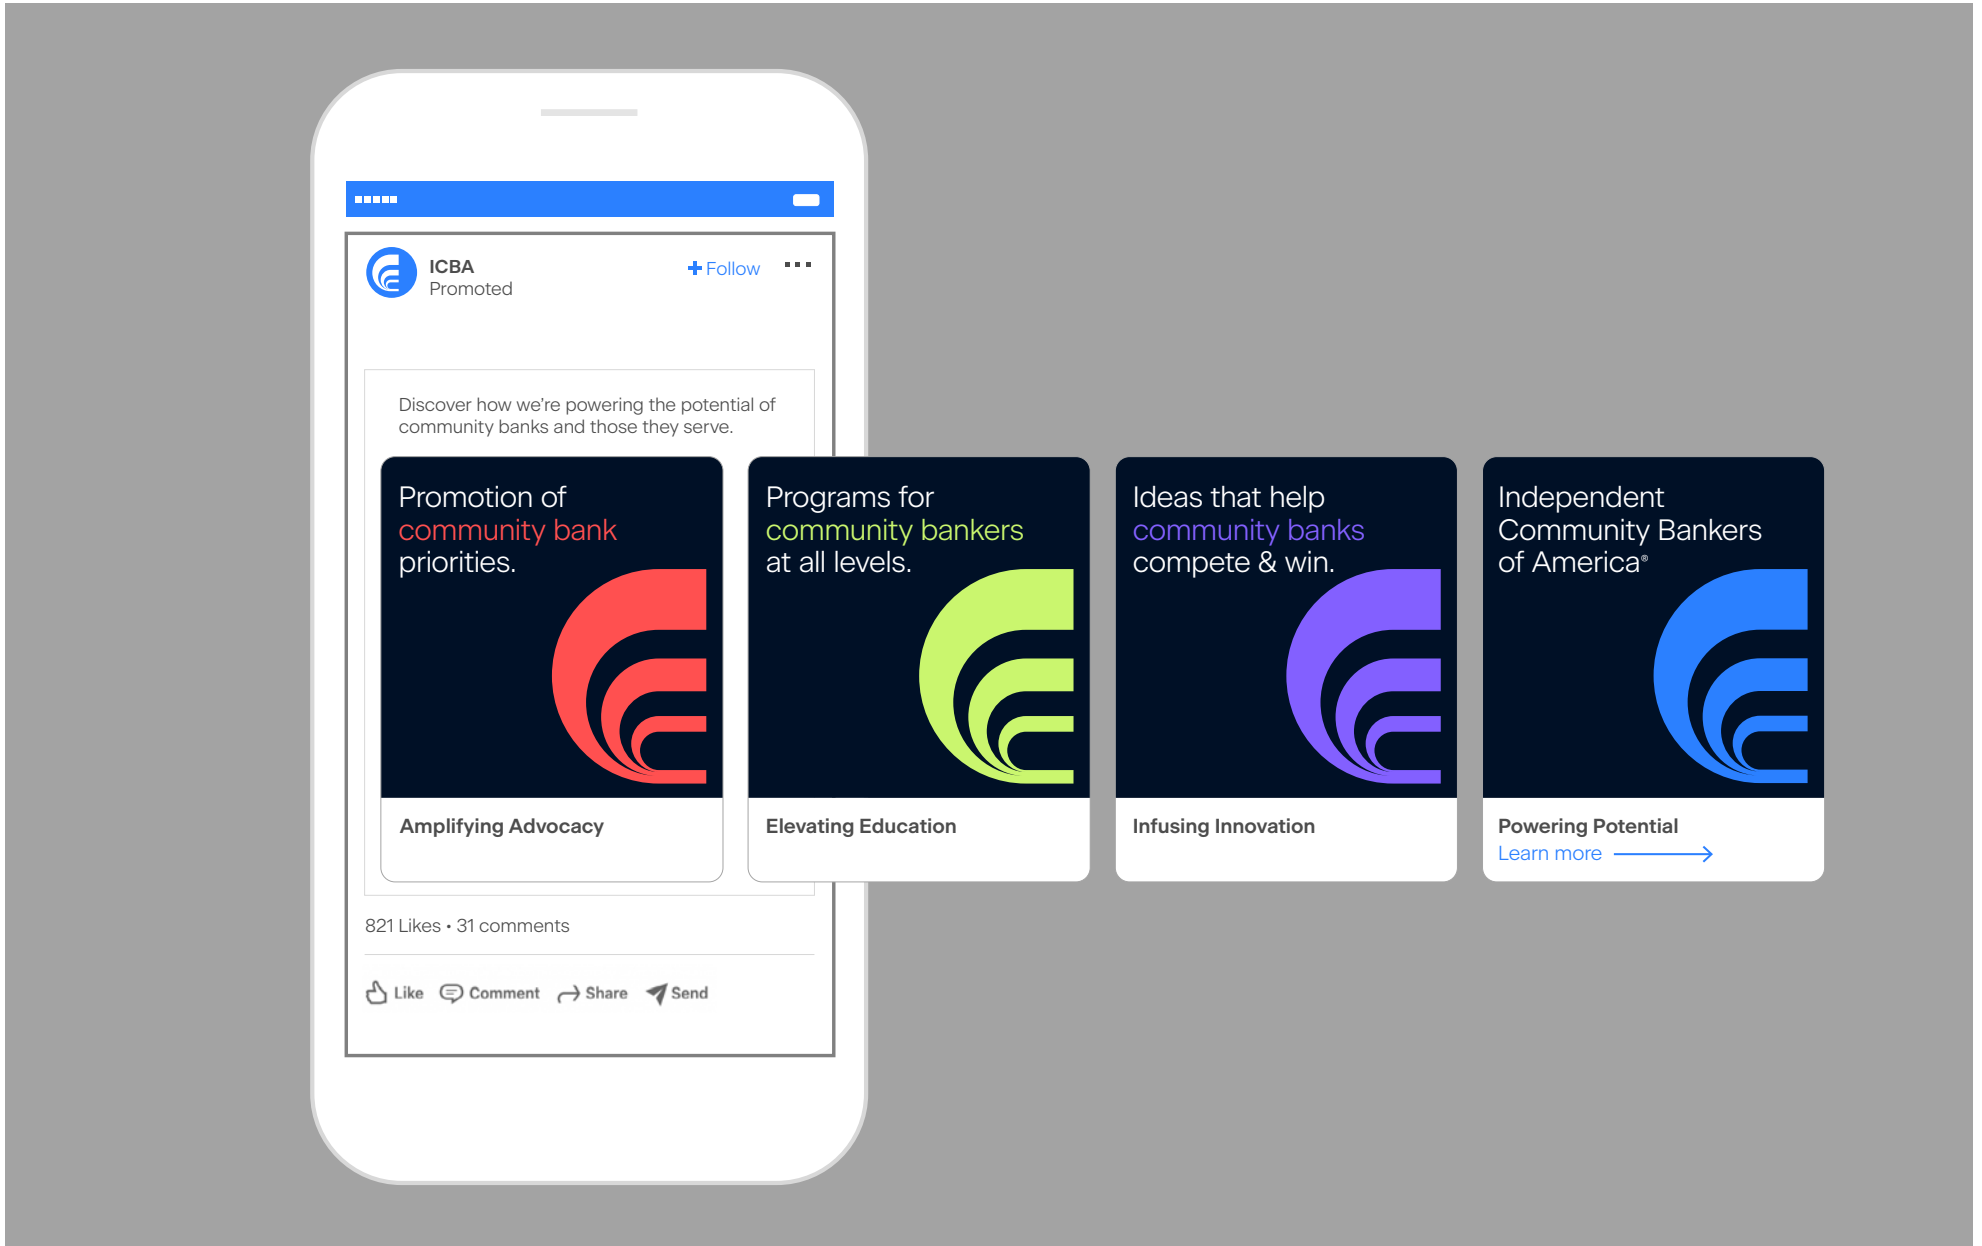 ICBA
Promoted
Follow
Discover how we're powering the potential of
community banks and those they serve.
Promotion of
community bank
priorities.
Amplifying Advocacy
Programs for
community bankers
at all levels.
Elevating Education
Ideas that help
community banks
compete & win.
Infusing Innovation
Independent
Community Bankers
of America®
Powering Potential
Learn more
821 Likes • 31 comments
Like Comment Share Send